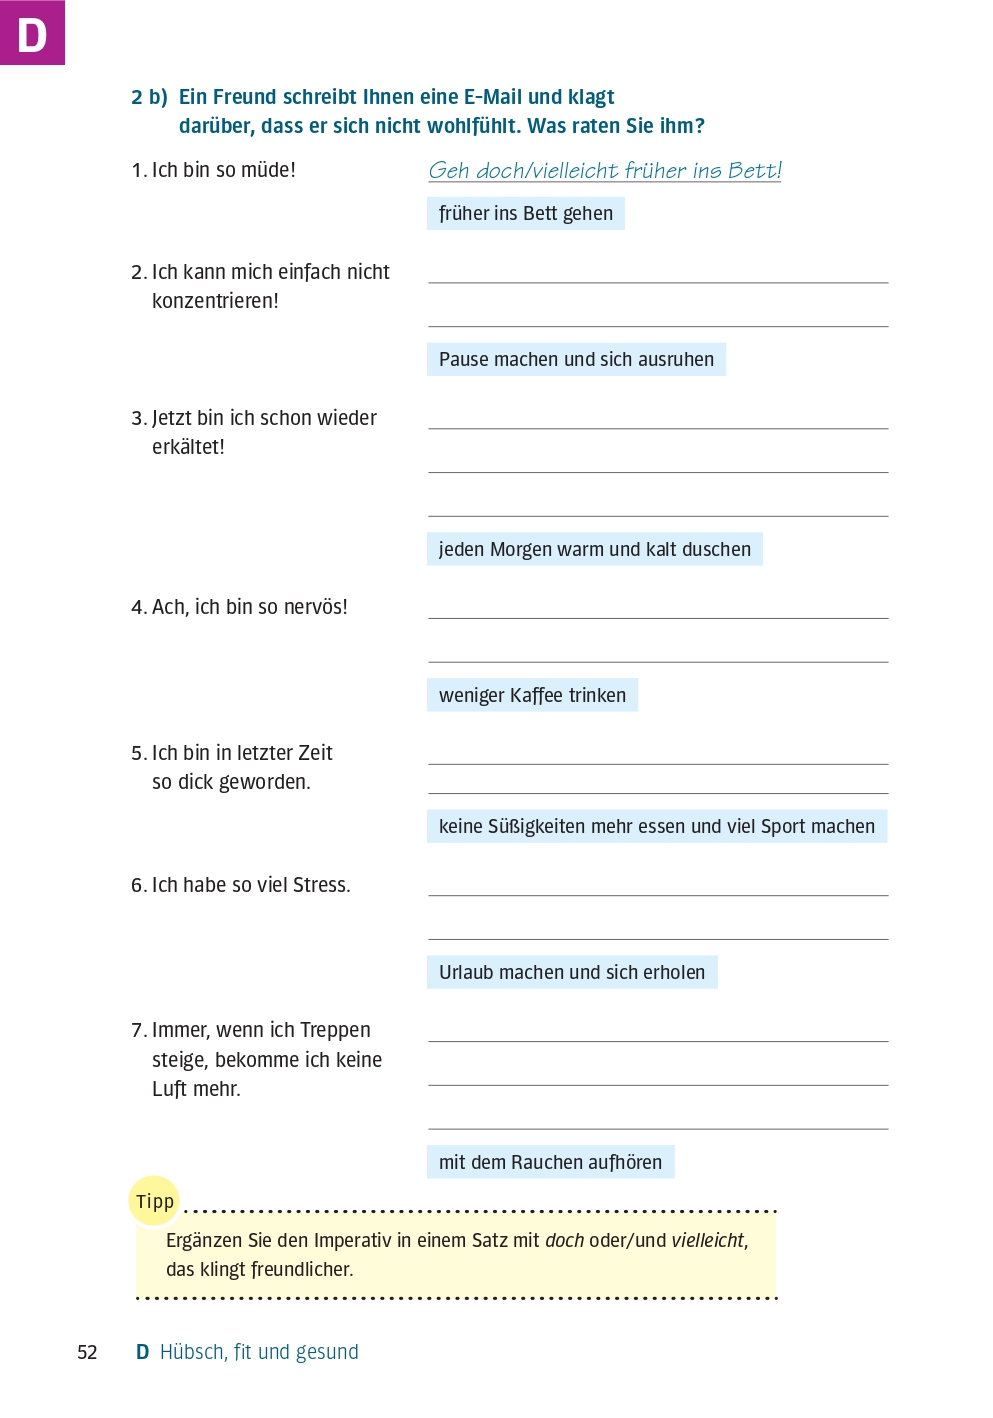 D
2 b) Ein Freund schreibt Ihnen eine E-Mail und klagt
darüber, dass er sich nicht wohlfühlt. Was raten Sie ihm?
1. Ich bin so müde!
Geh doch/vielleicht früher ins Bett!
früher ins Bett gehen
2. Ich kann mich einfach nicht
konzentrieren!
Pause machen und sich ausruhen
3. Jetzt bin ich schon wieder
erkältet!
jeden Morgen warm und kalt duschen
4. Ach, ich bin so nervös!
weniger Kaffee trinken
5. Ich bin in letzter Zeit
so dick geworden.
keine Süßigkeiten mehr essen und viel Sport machen
6. Ich habe so viel Stress.
Urlaub machen und sich erholen
7. Immer, wenn ich Treppen
steige, bekomme ich keine
Luft mehr.
mit dem Rauchen aufhören
Tipp
Ergänzen Sie den Imperativ in einem Satz mit doch oder/und vielleicht,
das klingt freundlicher.
52 D Hübsch, fit und gesund